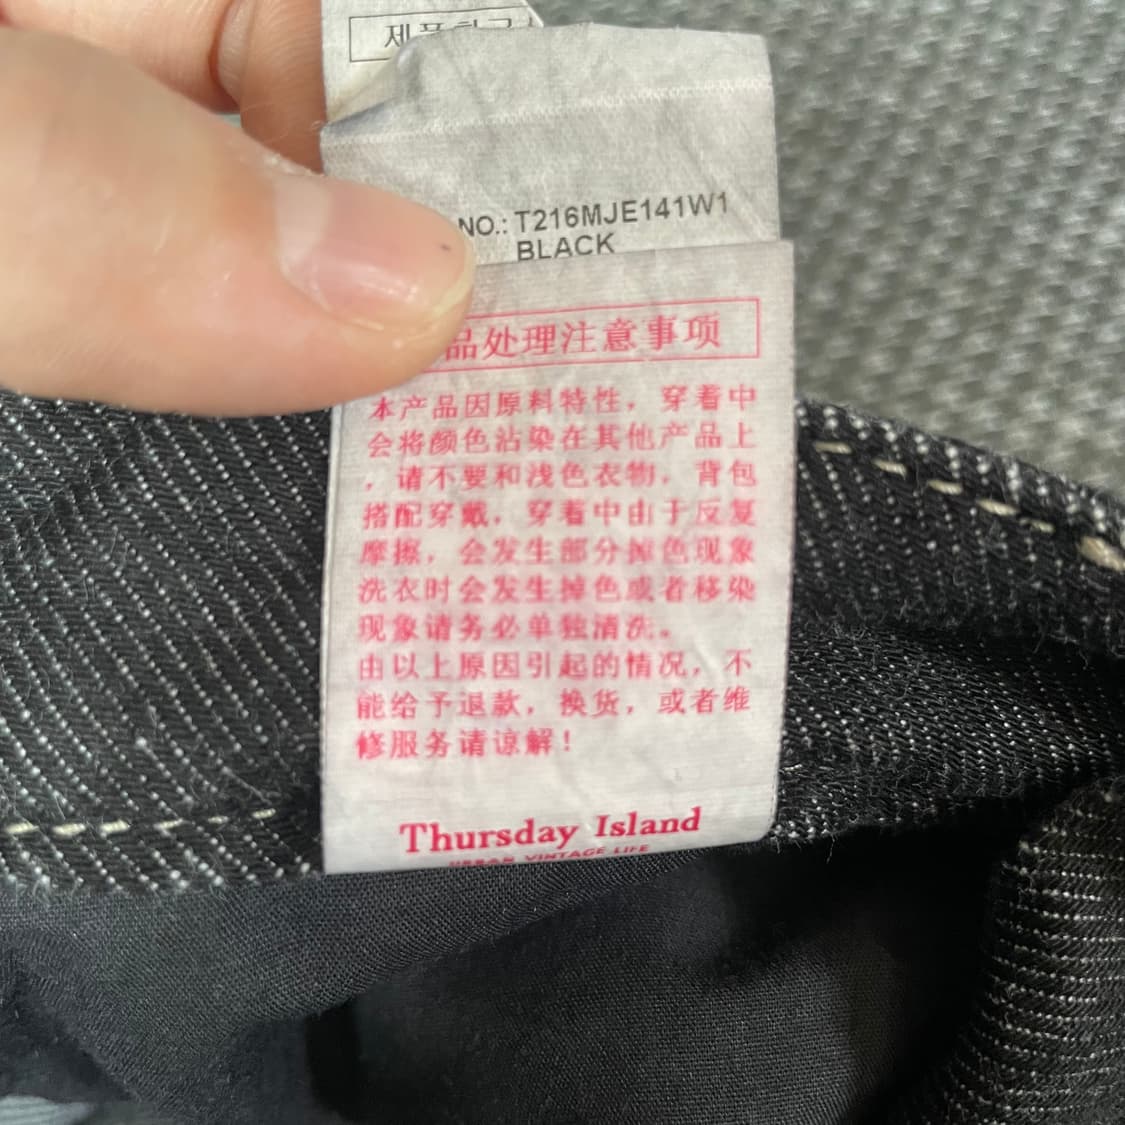 제품취급
NO.: T216MJE141W1
BLACK
品处理注意事项
本产品因原料特性，穿着中
会将颜色沾染在其他产品上
，请不要和浅色衣物，背包
搭配穿戴，穿着中由于反复
摩擦，会发生部分掉色现象
洗衣时会发生掉色或者移染
现象请务必单独清洗。
由以上原因引起的情况，不
能给予退款，换货，或者维
修服务请谅解！
Thursday Island
URBAN VINTAGE LIFE